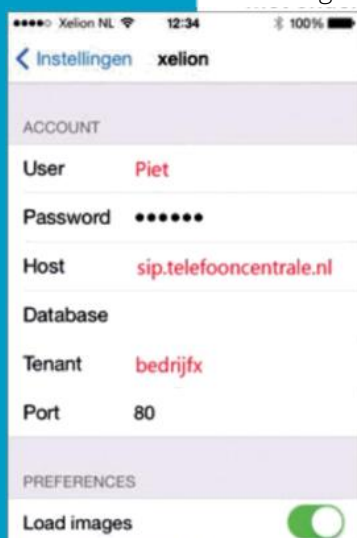 Xelion NL 12:34 100%
Instellingen xelion
ACCOUNT
User Piet
Password ••••••
Host sip.telefooncentrale.nl
Database
Tenant bedrijfx
Port 80
PREFERENCES
Load images